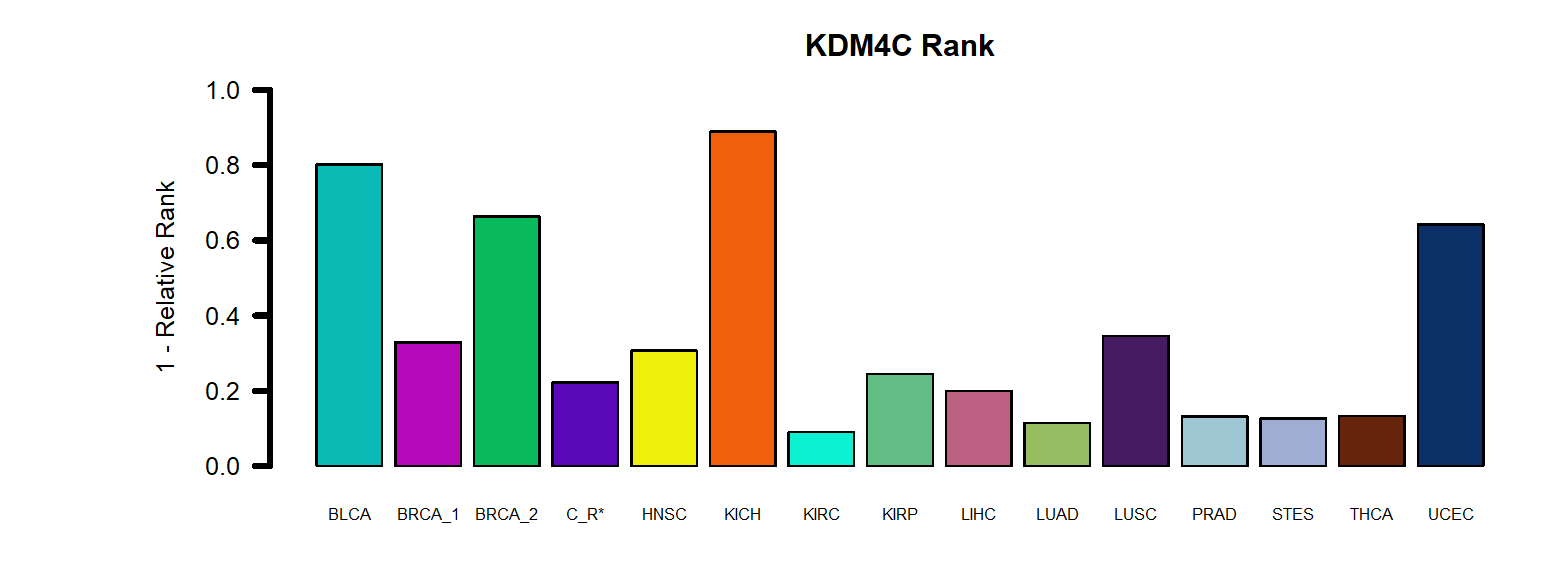 KDM4C Rank
1.0
0.8
0.6
0.4
0.2
0.0
1 - Relative Rank
BLCA BRCA_1 BRCA_2 C_R* HNSC KICH KIRC KIRP LIHC LUAD LUSC PRAD STES THCA UCEC